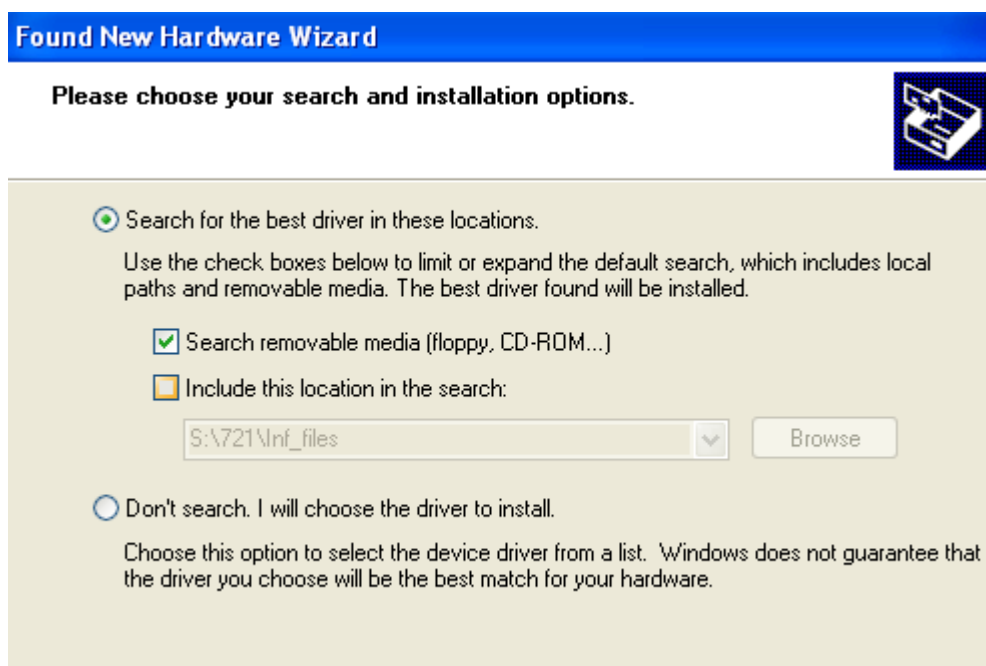 Found New Hardware Wizard
Please choose your search and installation options.
Search for the best driver in these locations.
Use the check boxes below to limit or expand the default search, which includes local
paths and removable media. The best driver found will be installed.
Search removable media (floppy, CD-ROM...)
Include this location in the search:
S:\721\Inf_files
Browse
Don't search. I will choose the driver to install.
Choose this option to select the device driver from a list.  Windows does not guarantee that
the driver you choose will be the best match for your hardware.